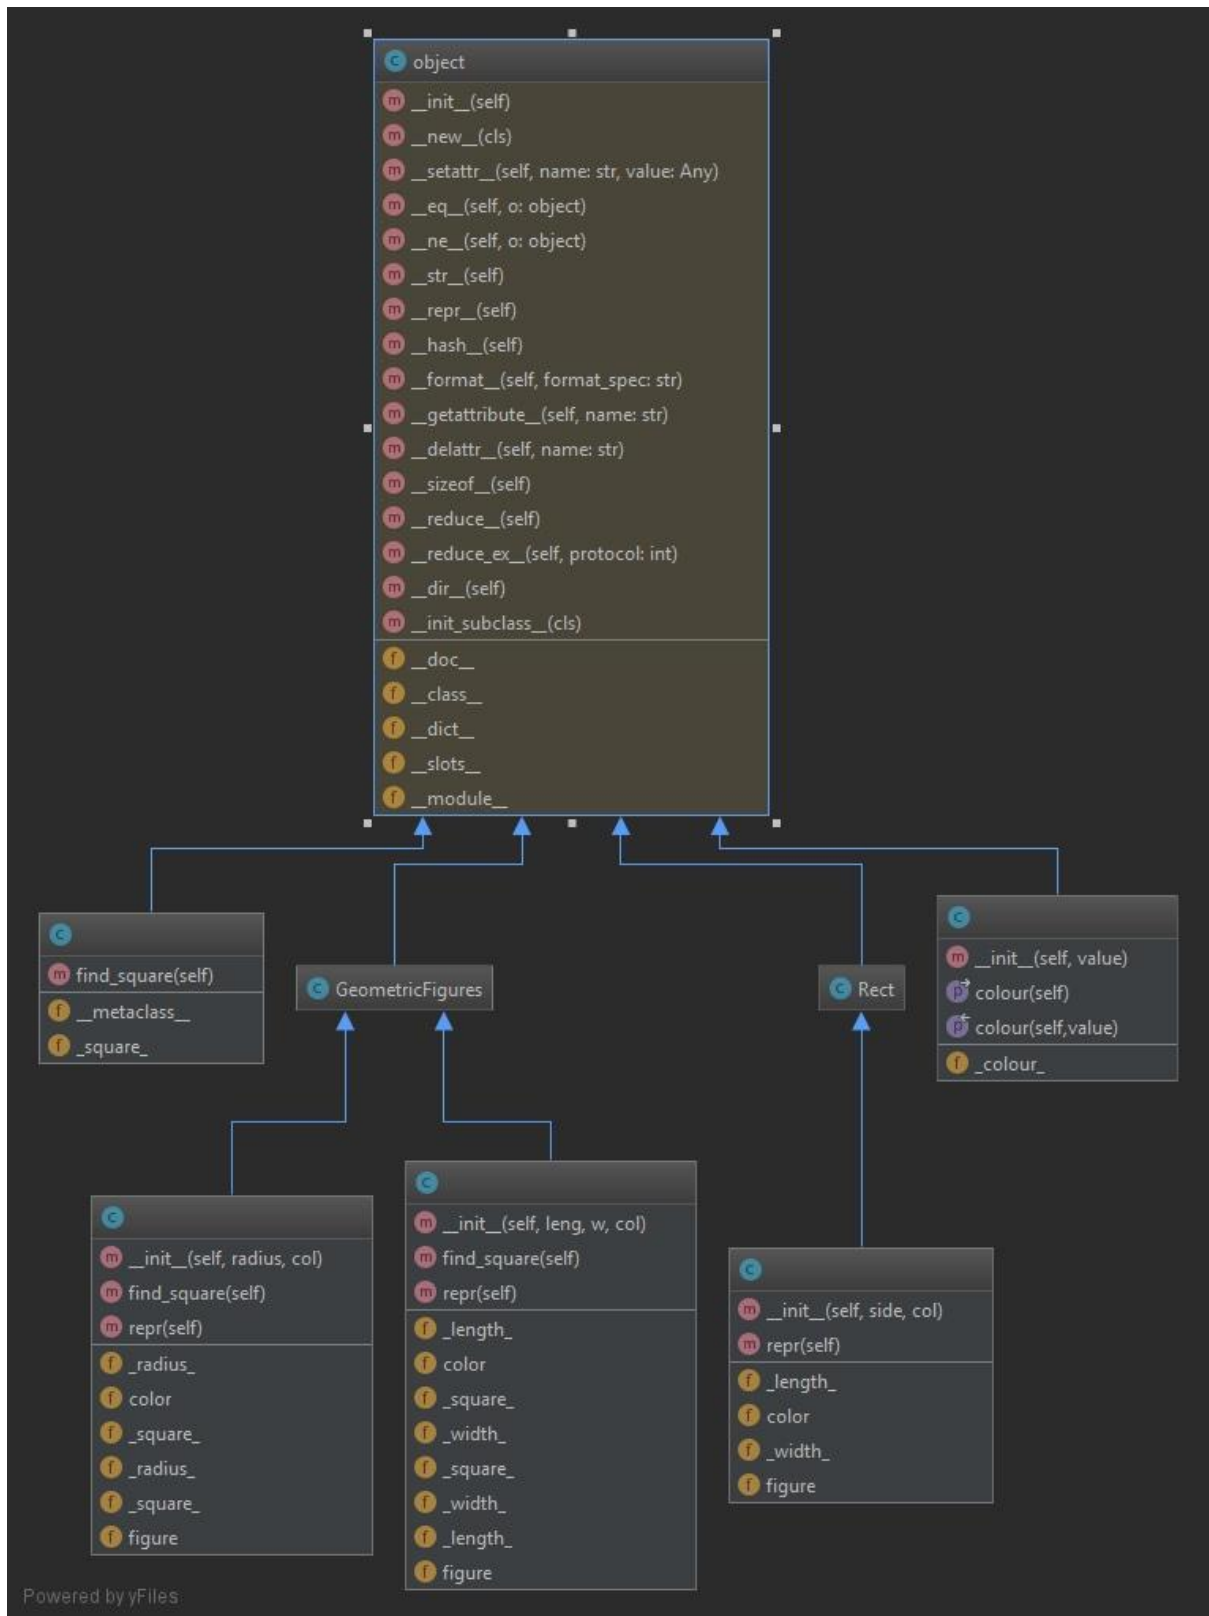 object
__init__(self)
__new__(cls)
__setattr__(self, name: str, value: Any)
__eq__(self, o: object)
__ne__(self, o: object)
__str__(self)
__repr__(self)
__hash__(self)
__format__(self, format_spec: str)
__getattribute__(self, name: str)
__delattr__(self, name: str)
__sizeof__(self)
__reduce__(self)
__reduce_ex__(self, protocol: int)
__dir__(self)
__init_subclass__(cls)
__doc__
__class__
__dict__
__slots__
__module__
find_square(self)
__metaclass__
_square_
GeometricFigures
Rect
__init__(self, value)
colour(self)
colour(self,value)
_colour_
__init__(self, radius, col)
find_square(self)
repr(self)
_radius_
color
_square_
_radius_
_square_
figure
__init__(self, leng, w, col)
find_square(self)
repr(self)
_length_
color
_square_
_width_
_square_
_width_
_length_
figure
__init__(self, side, col)
repr(self)
_length_
color
_width_
figure
Powered by yFiles